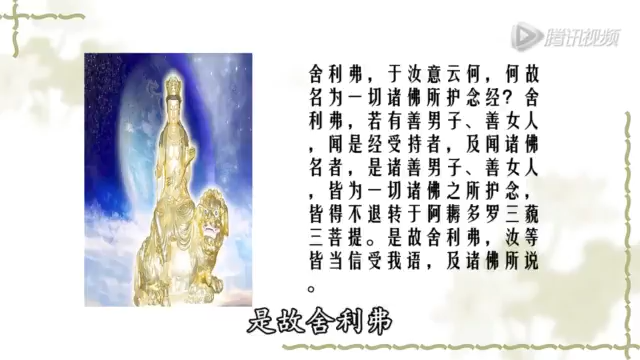 腾讯视频
舍利弗，于汝意云何，何故
名为一切诸佛所护念经？舍
利弗，若有善男子、善女人
，闻是经受持者，及闻诸佛
名者，是诸善男子、善女人
，皆为一切诸佛之所护念，
皆得不退转于阿耨多罗三藐
三菩提。是故舍利弗，汝等
皆当信受我语，及诸佛所说
。
是故舍利弗